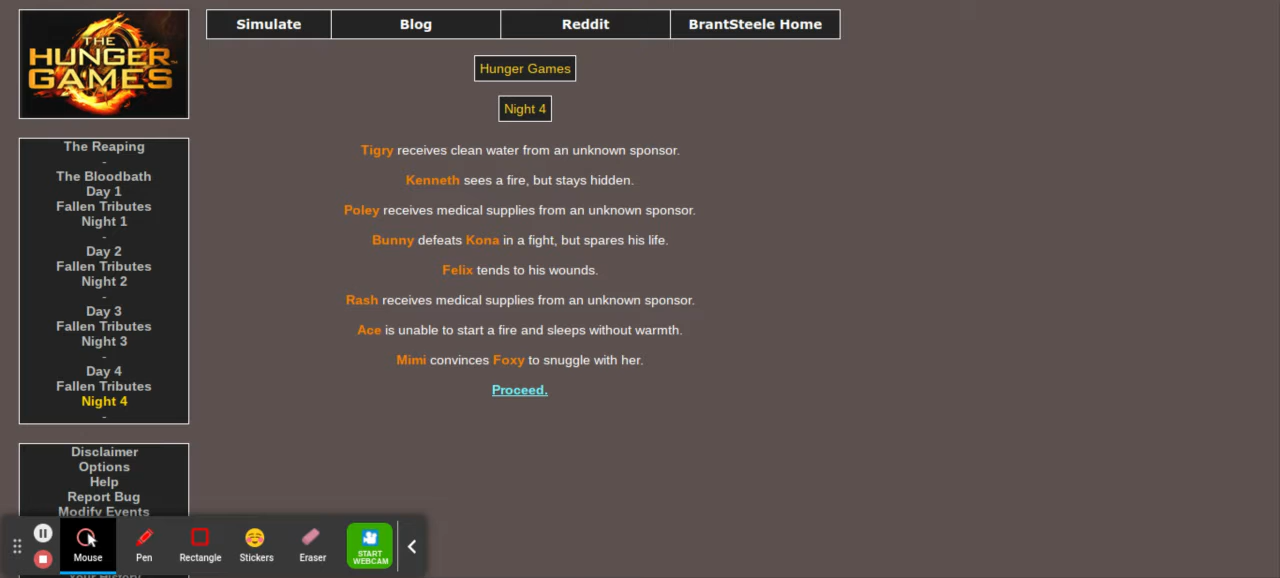 THE
HUNGER
GAMES
Simulate
Blog
Reddit
BrantSteele Home
Hunger Games
Night 4
The Reaping
-
The Bloodbath
Day 1
Fallen Tributes
Night 1
-
Day 2
Fallen Tributes
Night 2
-
Day 3
Fallen Tributes
Night 3
-
Day 4
Fallen Tributes
Night 4
-
Tigry receives clean water from an unknown sponsor.
Kenneth sees a fire, but stays hidden.
Poley receives medical supplies from an unknown sponsor.
Bunny defeats Kona in a fight, but spares his life.
Felix tends to his wounds.
Rash receives medical supplies from an unknown sponsor.
Ace is unable to start a fire and sleeps without warmth.
Mimi convinces Foxy to snuggle with her.
Proceed.
Disclaimer
Options
Help
Report Bug
Modify Events
Your History
Mouse
Pen
Rectangle
Stickers
Eraser
START
WEBCAM